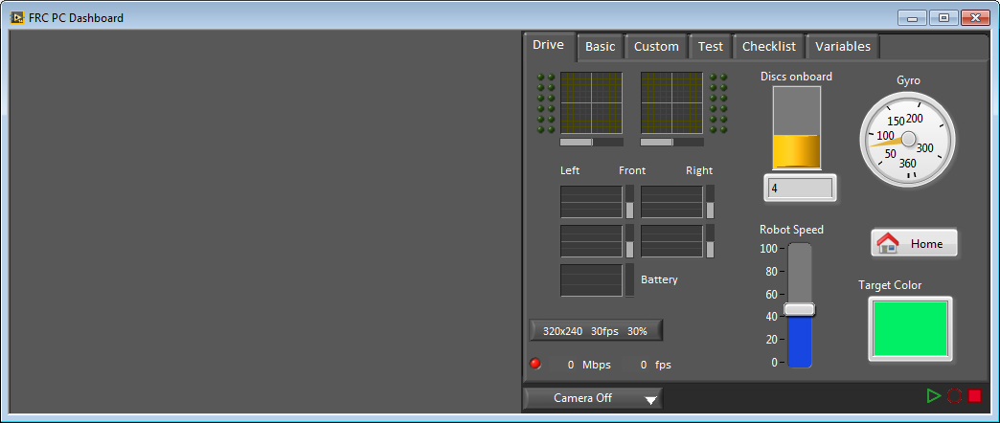 FRC PC Dashboard
Drive Basic Custom Test Checklist Variables
Discs onboard
4
Gyro
50
100
150
200
300
360
Left Front Right
Battery
Robot Speed
100
80
60
40
20
0
Home
Target Color
320x240 30fps 30%
0 Mbps 0 fps
Camera Off